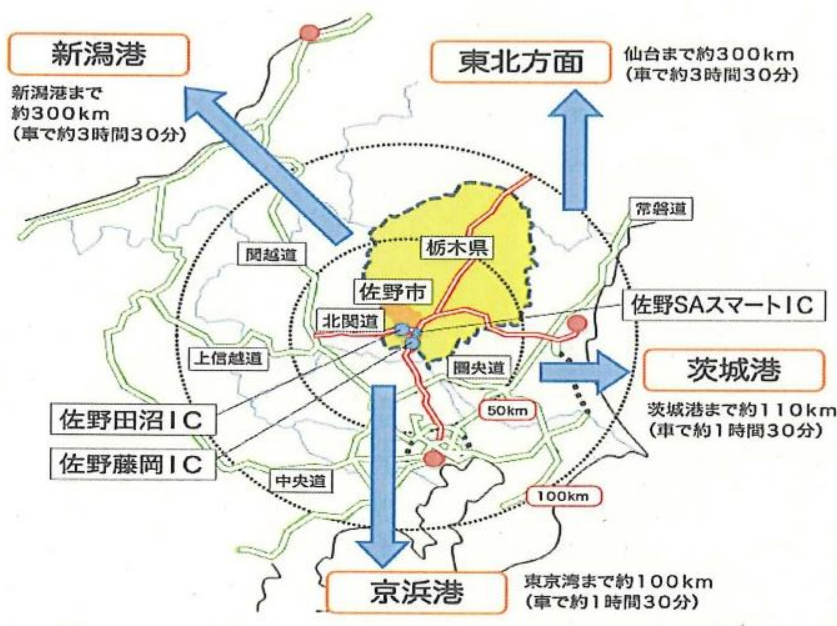 新潟港
新潟港まで
約300km
(車で約3時間30分)
東北方面
仙台まで約300km
(車で約3時間30分)
常磐道
関越道
栃木県
佐野市
北関道
佐野SAスマートIC
上信越道
圏央道
茨城港
茨城港まで約110km
(車で約1時間30分)
佐野田沼IC
50km
佐野藤岡IC
中央道
100km
京浜港
東京湾まで約100km
(車で約1時間30分)